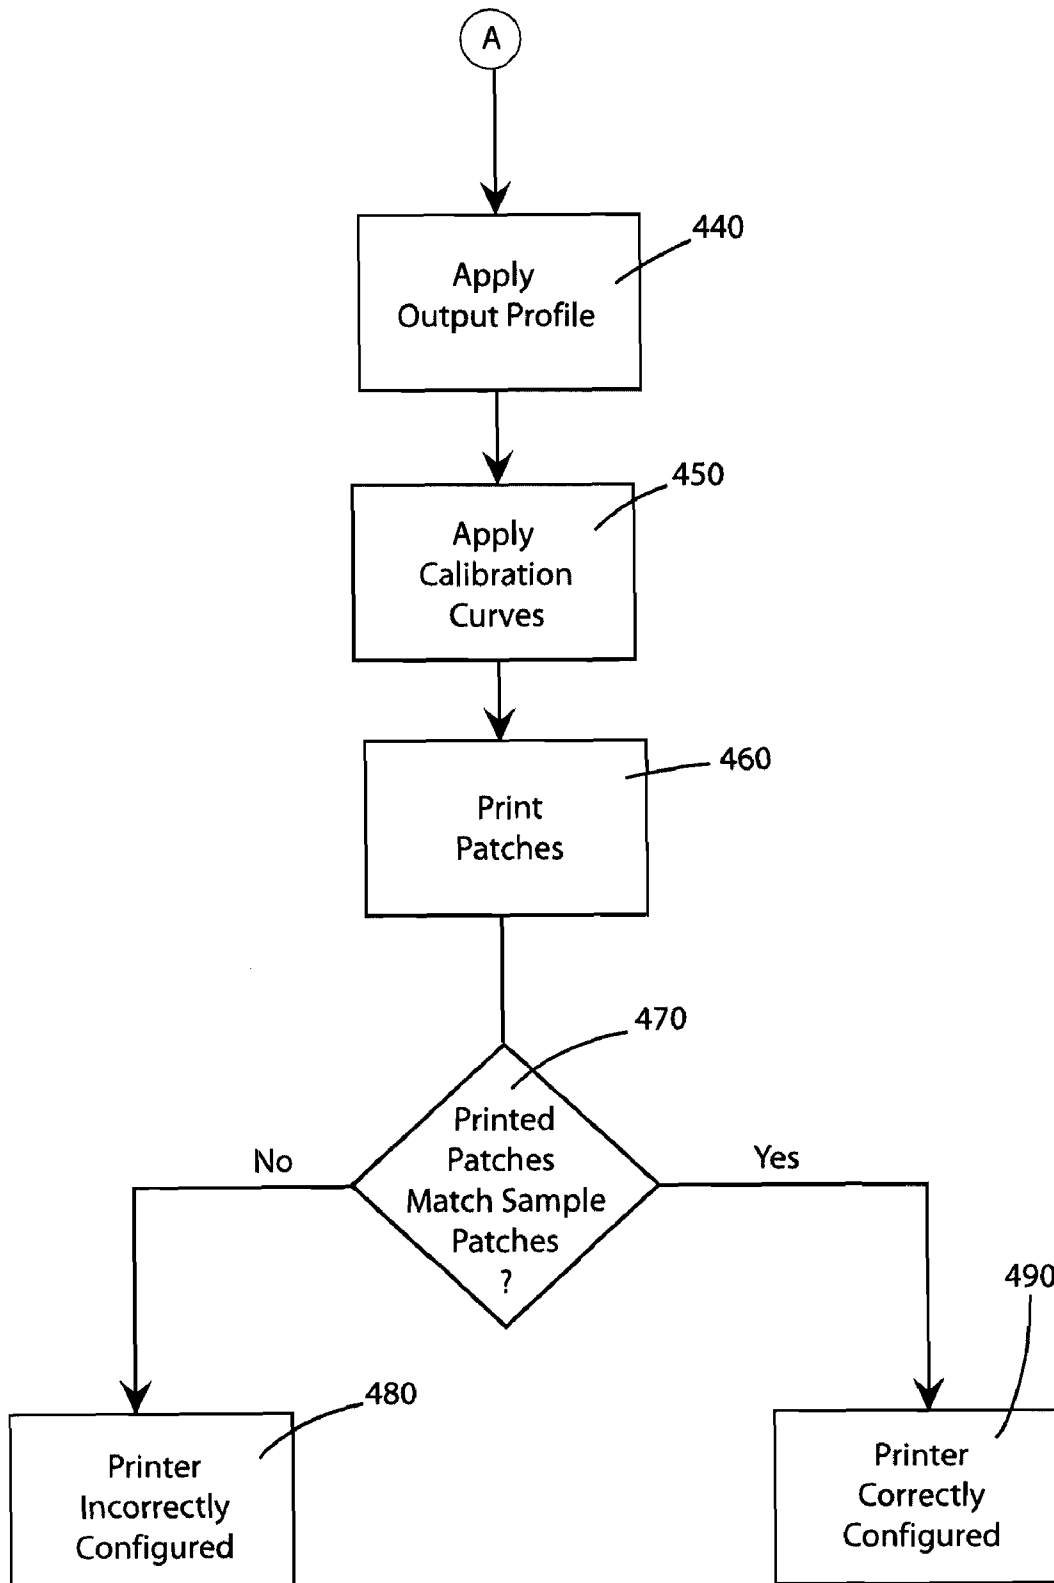 A
440
Apply
Output Profile
450
Apply
Calibration
Curves
460
Print
Patches
470
Printed
Patches
Match Sample
Patches
?
No
Yes
490
480
Printer
Incorrectly
Configured
Printer
Correctly
Configured